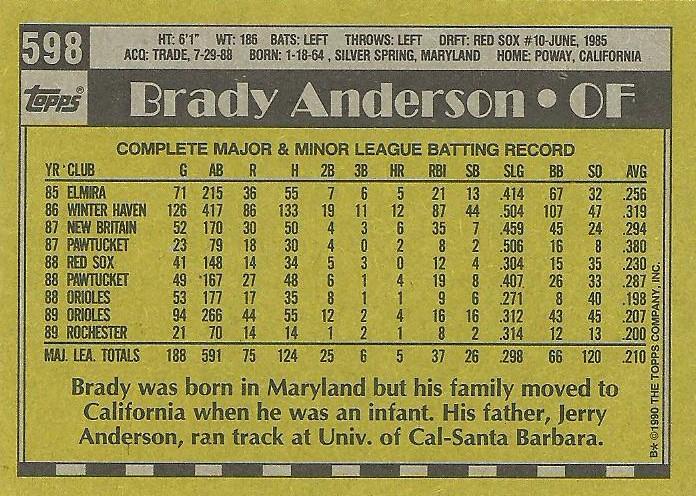 598
HT: 6'1" WT: 186 BATS: LEFT THROWS: LEFT DRFT: RED SOX #10-JUNE, 1985
ACQ: TRADE, 7-29-88 BORN: 1-18-64 , SILVER SPRING, MARYLAND HOME: POWAY, CALIFORNIA
Topps® Brady Anderson • OF
COMPLETE MAJOR & MINOR LEAGUE BATTING RECORD
YR CLUB G AB R H 2B 3B HR RBI SB SLG BB SO AVG
85 ELMIRA 71 215 36 55 7 6 5 21 13 .414 67 32 .256
86 WINTER HAVEN 126 417 86 133 19 11 12 87 44 .504 107 47 .319
87 NEW BRITAIN 52 170 30 50 4 3 6 35 7 .459 45 24 .294
87 PAWTUCKET 23 79 18 30 4 0 2 8 2 .506 16 8 .380
88 RED SOX 41 148 14 34 5 3 0 12 4 .304 15 35 .230
88 PAWTUCKET 49 167 27 48 6 1 4 19 8 .407 26 33 .287
88 ORIOLES 53 177 17 35 8 1 1 9 6 .271 8 40 .198
89 ORIOLES 94 266 44 55 12 2 4 16 16 .312 43 45 .207
89 ROCHESTER 21 70 14 14 1 2 1 8 2 .314 12 13 .200
MAJ. LEA. TOTALS 188 591 75 124 25 6 5 37 26 .298 66 120 .210
Brady was born in Maryland but his family moved to
California when he was an infant. His father, Jerry
Anderson, ran track at Univ. of Cal-Santa Barbara.
B* ©1990 THE TOPPS COMPANY, INC.